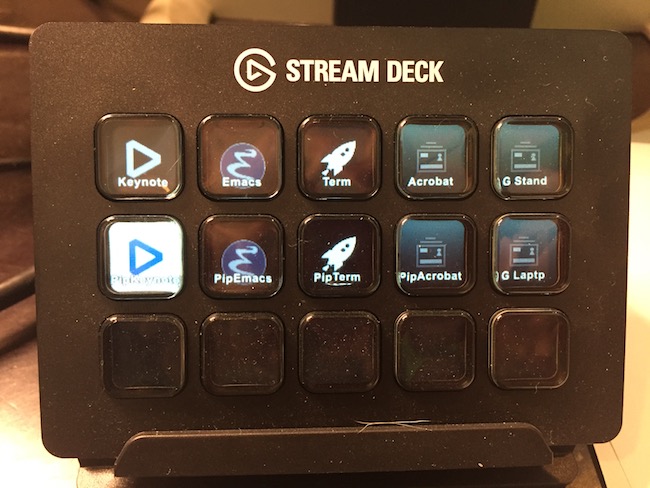 STREAM DECK
Keynote
Emacs
Term
Acrobat
G Stand
PipEmacs
PipTerm
PipAcrobat
G Laptp